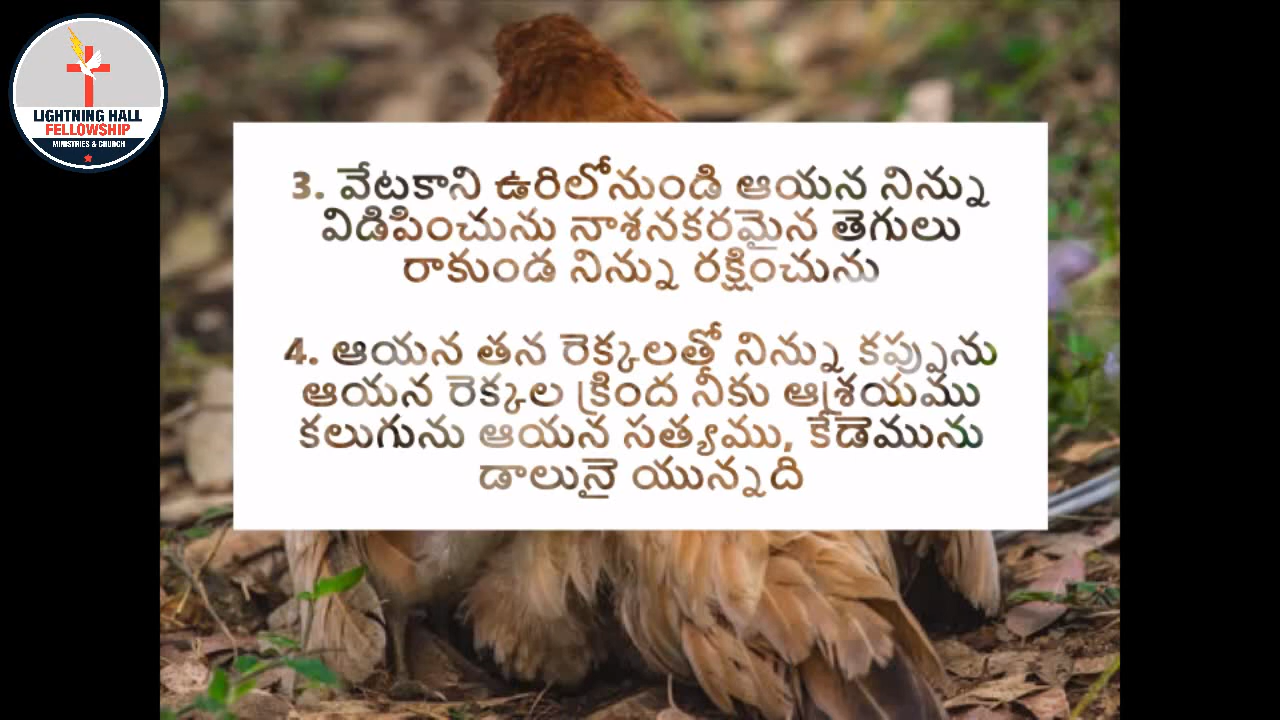 LIGHTNING HALL
FELLOWSHIP
MINISTRIES & CHURCH
3. వేటకాని ఉరిలోనుండి ఆయన నిన్ను
విడిపించును నాశనకరమైన తెగులు
రాకుండ నిన్ను రక్షించును
4. ఆయన తన రెక్కలతో నిన్ను కప్పును
ఆయన రెక్కల క్రింద నీకు ఆశ్రయము
కలుగును ఆయన సత్యము, కేడెమును
డాలునై యున్నది